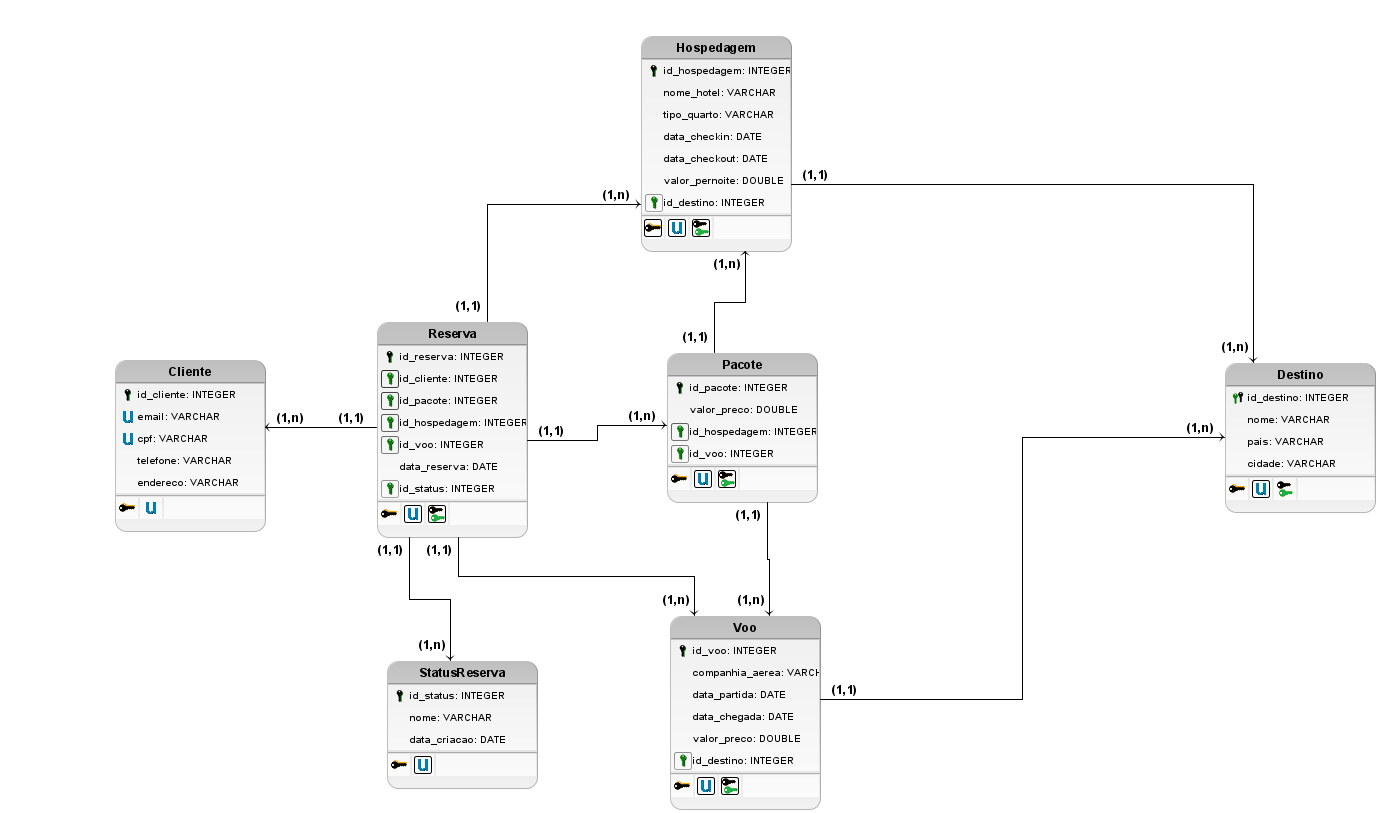 Hospedagem
id_hospedagem: INTEGER
nome_hotel: VARCHAR
tipo_quarto: VARCHAR
data_checkin: DATE
data_checkout: DATE
valor_pernoite: DOUBLE
id_destino: INTEGER
U
(1,1)
(1,n)
(1,n)
(1,1)
(1,1)
(1,n)
Reserva
id_reserva: INTEGER
id_cliente: INTEGER
id_pacote: INTEGER
id_hospedagem: INTEGER
id_voo: INTEGER
data_reserva: DATE
id_status: INTEGER
U
Cliente
id_cliente: INTEGER
U email: VARCHAR
U cpf: VARCHAR
telefone: VARCHAR
endereco: VARCHAR
U
(1,n)
(1,1)
(1,1)
(1,n)
Pacote
id_pacote: INTEGER
valor_preco: DOUBLE
id_hospedagem: INTEGER
id_voo: INTEGER
U
Destino
id_destino: INTEGER
nome: VARCHAR
pais: VARCHAR
cidade: VARCHAR
U
(1,n)
(1,1)
(1,1)
(1,1)
(1,n)
(1,n)
(1,n)
StatusReserva
id_status: INTEGER
nome: VARCHAR
data_criacao: DATE
U
Voo
id_voo: INTEGER
companhia_aerea: VARCH
data_partida: DATE
data_chegada: DATE
valor_preco: DOUBLE
id_destino: INTEGER
U
(1,1)